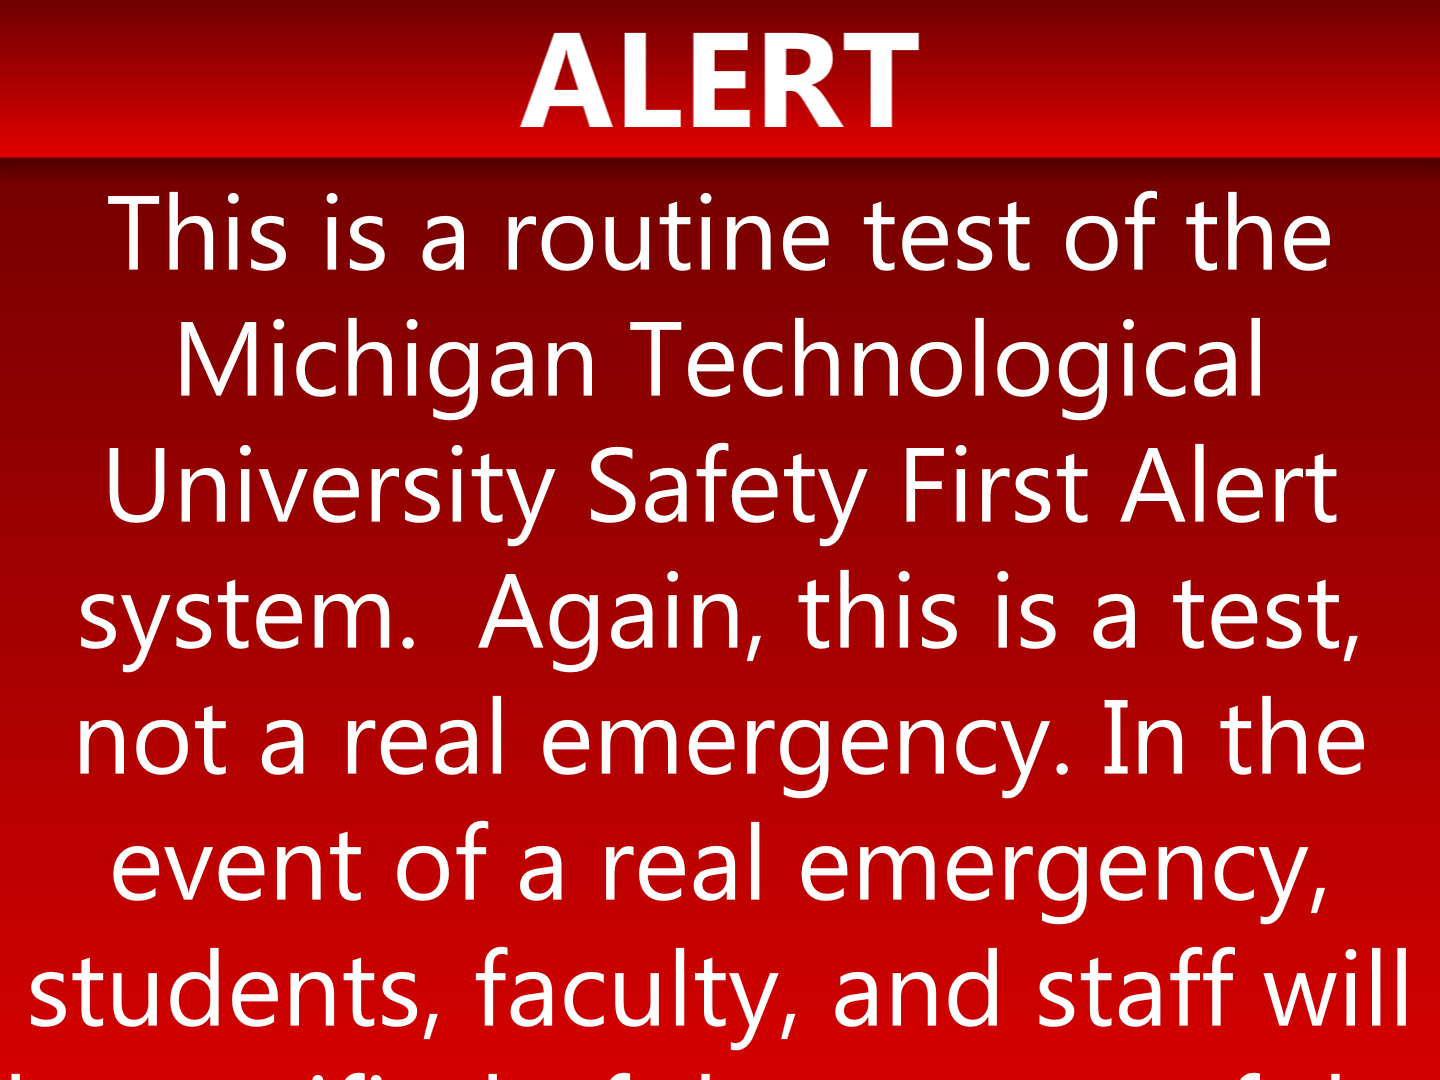 ALERT
This is a routine test of the
Michigan Technological
University Safety First Alert
system.  Again, this is a test,
not a real emergency. In the
event of a real emergency,
students, faculty, and staff will